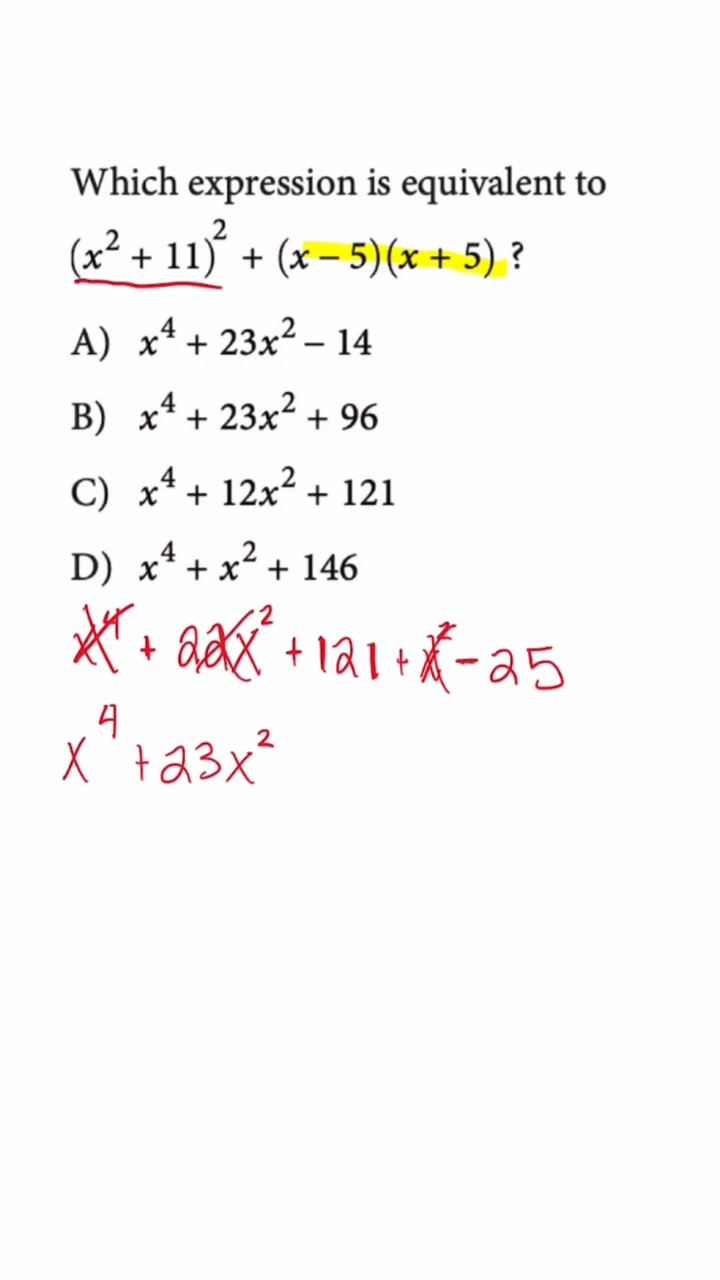 Which expression is equivalent to
(x² + 11)² + (x – 5)(x + 5) ?
A) x⁴ + 23x² – 14
B) x⁴ + 23x² + 96
C) x⁴ + 12x² + 121
D) x⁴ + x² + 146
x⁴ + 22x² + 121 + x² - 25
x⁴ + 23x²